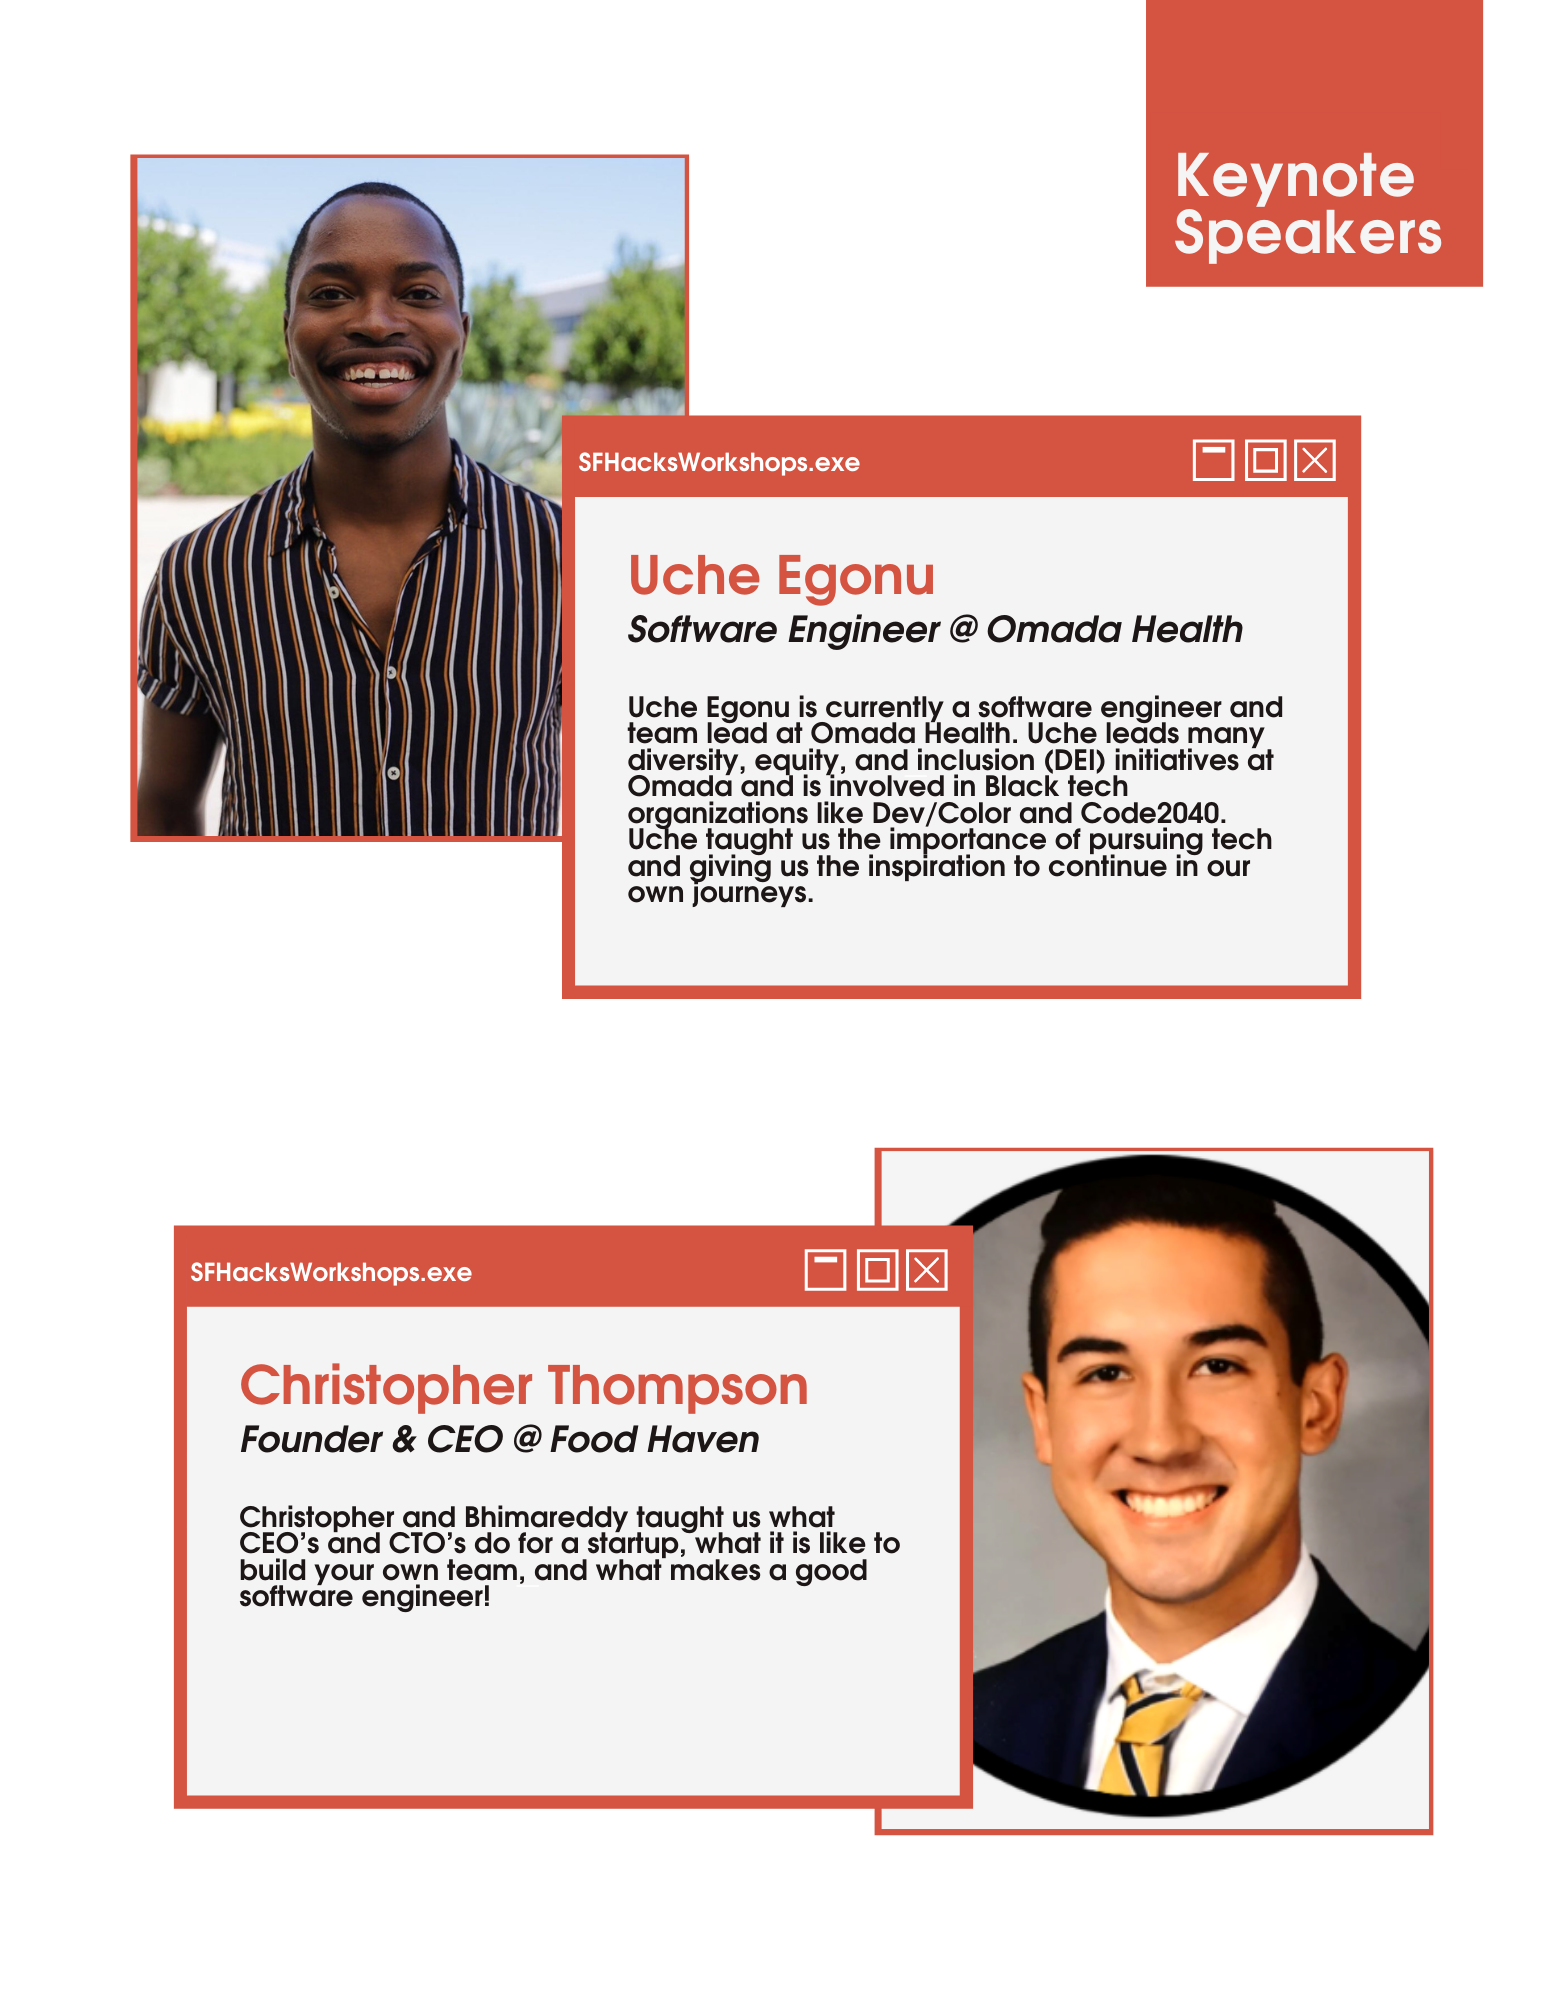 Keynote
Speakers
SFHacksWorkshops.exe
Uche Egonu
Software Engineer @ Omada Health
Uche Egonu is currently a software engineer and
team lead at Omada Health. Uche leads many
diversity, equity, and inclusion (DEI) initiatives at
Omada and is involved in Black tech
organizations like Dev/Color and Code2040.
Uche taught us the importance of pursuing tech
and giving us the inspiration to continue in our
own journeys.
SFHacksWorkshops.exe
Christopher Thompson
Founder & CEO @ Food Haven
Christopher and Bhimareddy taught us what
CEO’s and CTO’s do for a startup, what it is like to
build your own team, and what makes a good
software engineer!